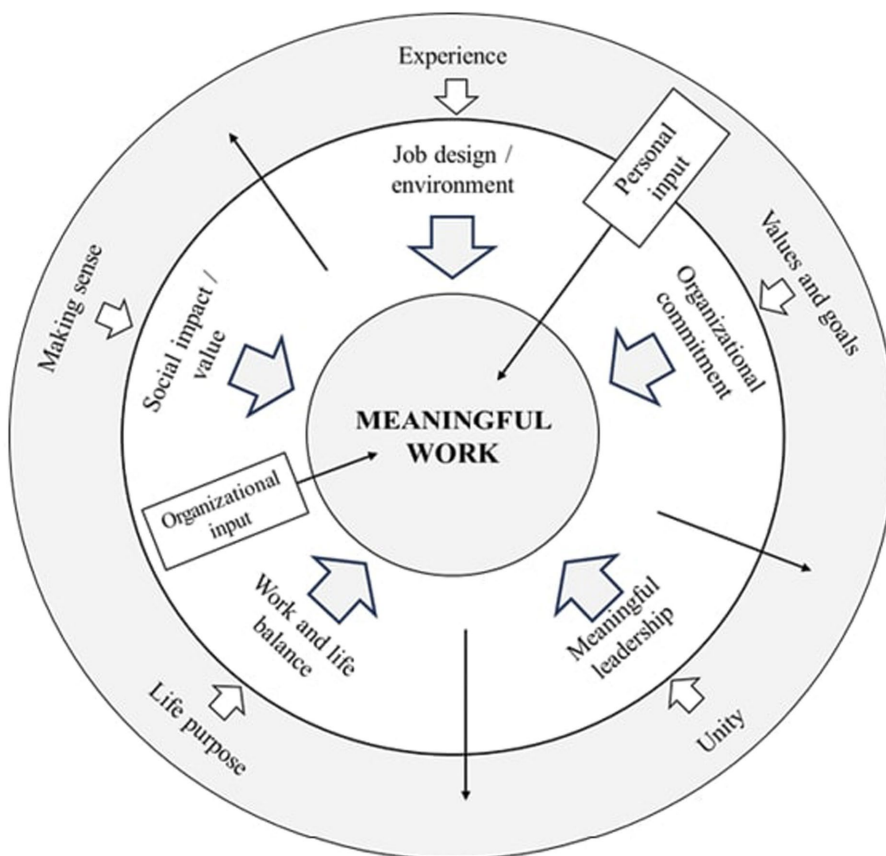 Experience
Job design /
environment
Personal
input
Values and goals
Organizational
commitment
Making sense
Social impact /
value
MEANINGFUL
WORK
Organizational
input
Work and life
balance
Meaningful
leadership
Life purpose
Unity